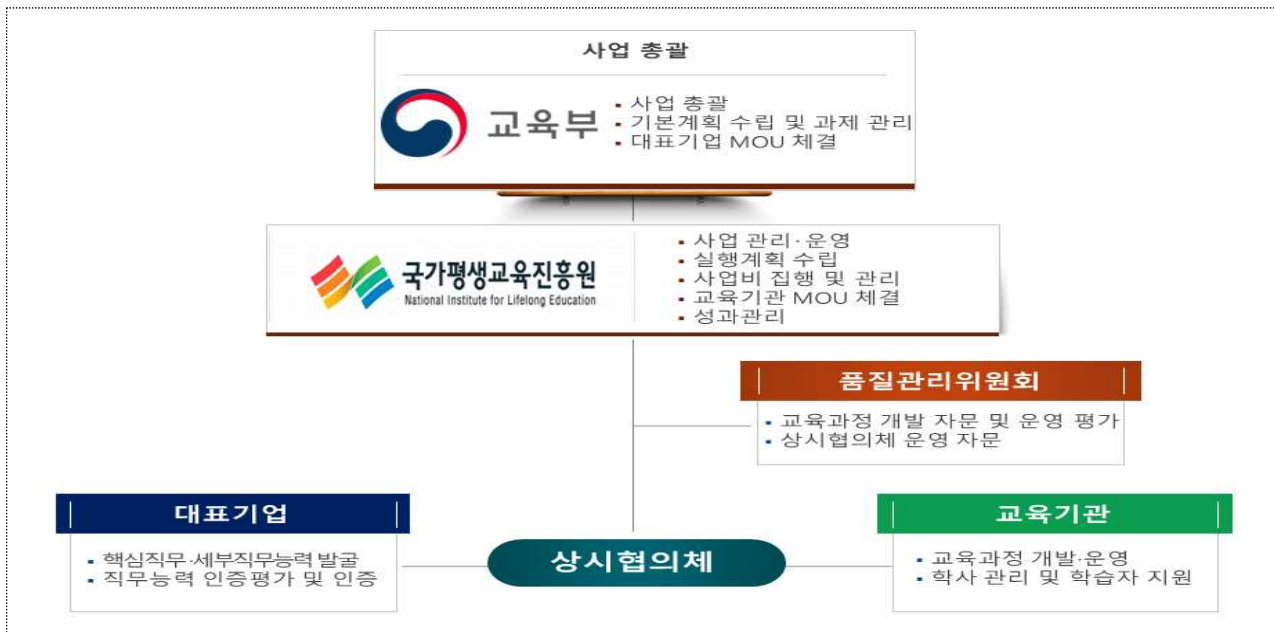 사업 총괄
교육부
▪ 사업 총괄
▪ 기본계획 수립 및 과제 관리
▪ 대표기업 MOU 체결
국가평생교육진흥원
National Institute for Lifelong Education
▪ 사업 관리·운영
▪ 실행계획 수립
▪ 사업비 집행 및 관리
▪ 교육기관 MOU 체결
▪ 성과관리
품질관리위원회
▪ 교육과정 개발 자문 및 운영 평가
▪ 상시협의체 운영 자문
대표기업
▪ 핵심직무·세부직무능력 발굴
▪ 직무능력 인증평가 및 인증
상시협의체
교육기관
▪ 교육과정 개발·운영
▪ 학사 관리 및 학습자 지원